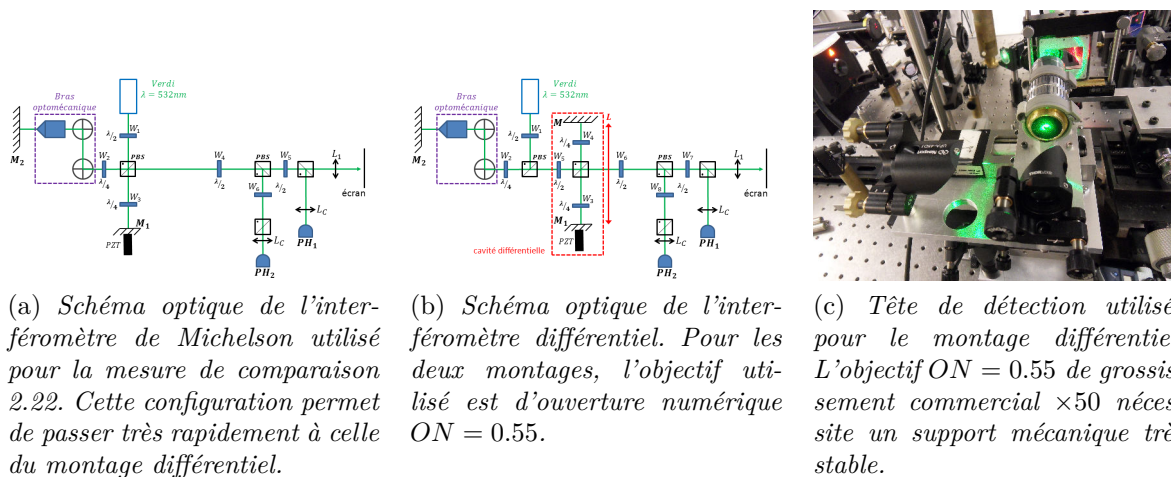 Verdi
λ = 532nm
Bras
optomécanique
W₁
λ/2
M₂
W₂
λ/4
PBS
W₃
λ/4
M₁
PZT
W₄
λ/2
PBS
W₅
λ/2
W₆
λ/2
L_C
PH₂
L_C
PH₁
L₁
écran
Verdi
λ = 532nm
Bras
optomécanique
W₁
λ/2
M₂
W₂
λ/4
PBS
W₅
λ/2
M
W₄
λ/4
L
W₃
λ/4
M₁
PZT
cavité différentielle
W₆
λ/2
PBS
W₇
λ/2
W₈
λ/2
L_C
PH₂
L_C
PH₁
L₁
écran
(a) Schéma optique de l'inter-
féromètre de Michelson utilisé
pour la mesure de comparaison
2.22. Cette configuration permet
de passer très rapidement à celle
du montage différentiel.
(b) Schéma optique de l'inter-
féromètre différentiel. Pour les
deux montages, l'objectif uti-
lisé est d'ouverture numérique
ON = 0.55.
(c) Tête de détection utilisé
pour le montage différentie
L'objectif ON = 0.55 de grossis
sement commercial ×50 néces
site un support mécanique trè
stable.